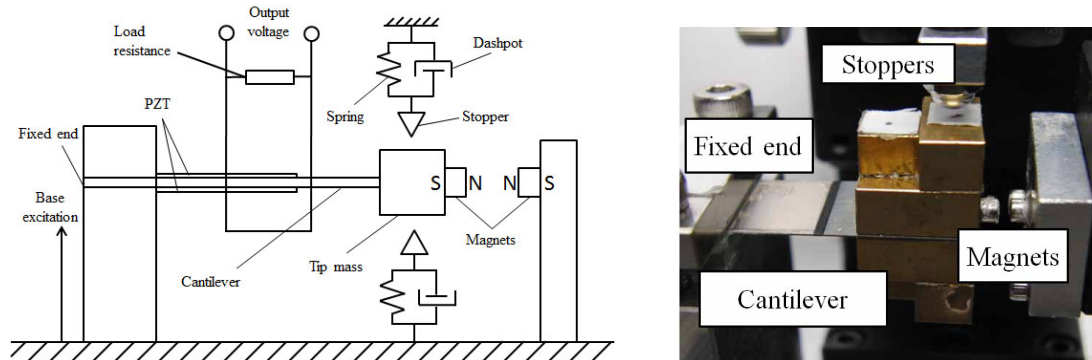 Output
voltage
Load
resistance
Dashpot
PZT
Spring
Stopper
Fixed end
S N
N S
Base
excitation
Magnets
Cantilever
Tip mass
Stoppers
Fixed end
Magnets
Cantilever